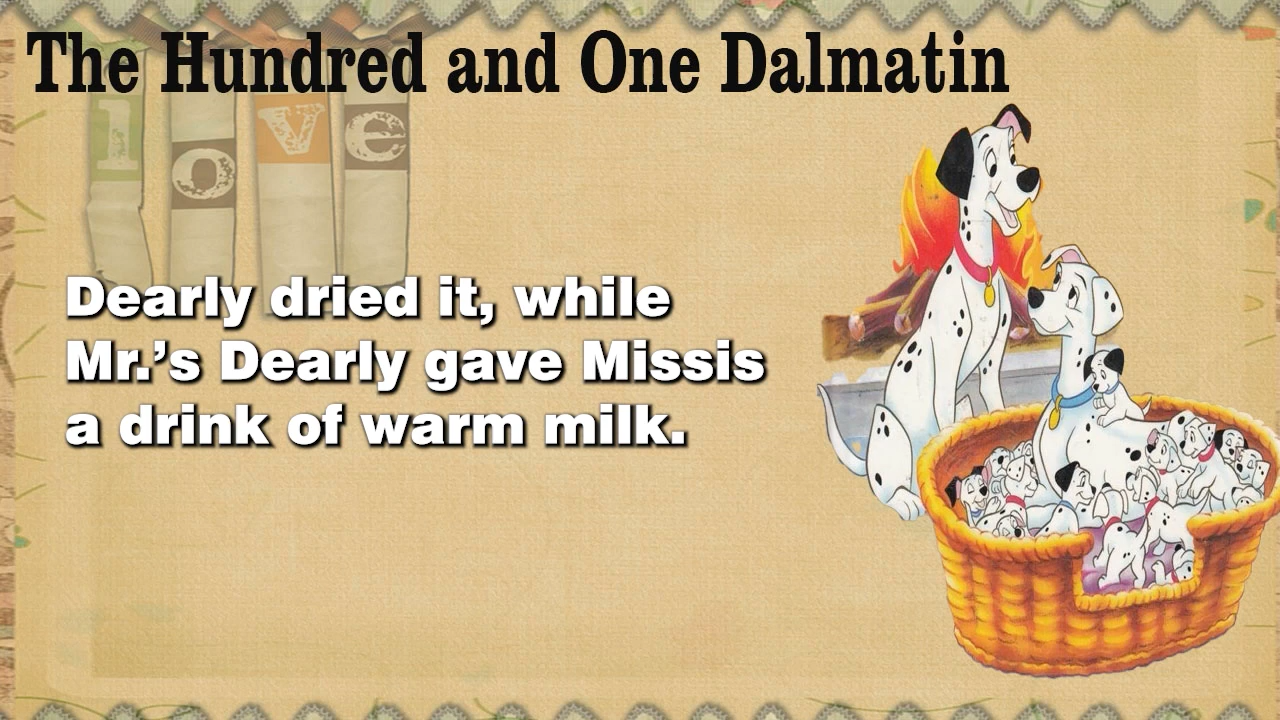 The Hundred and One Dalmatin
love
Dearly dried it, while
Mr.’s Dearly gave Missis
a drink of warm milk.